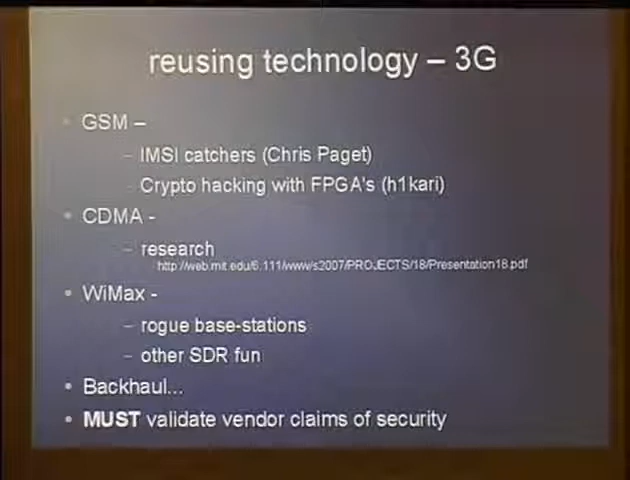 reusing technology – 3G
• GSM –
– IMSI catchers (Chris Paget)
– Crypto hacking with FPGA's (h1kari)
• CDMA -
– research
http://web.mit.edu/6.111/www/s2007/PROJECTS/18/Presentation18.pdf
• WiMax -
– rogue base-stations
– other SDR fun
• Backhaul...
• MUST validate vendor claims of security